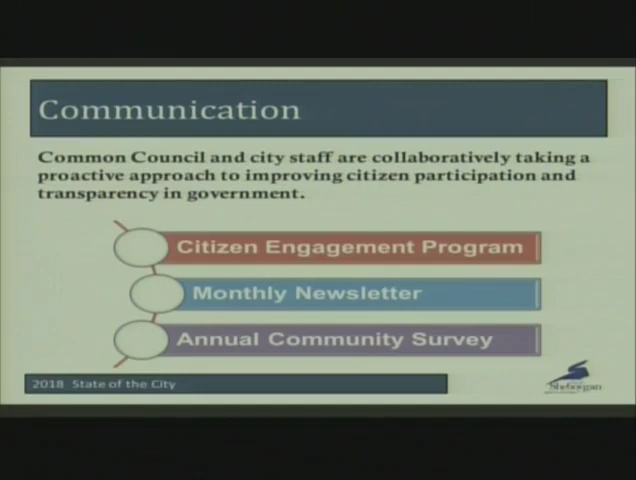 Communication
Common Council and city staff are collaboratively taking a
proactive approach to improving citizen participation and
transparency in government.
Citizen Engagement Program
Monthly Newsletter
Annual Community Survey
2018 State of the City
Sheboygan